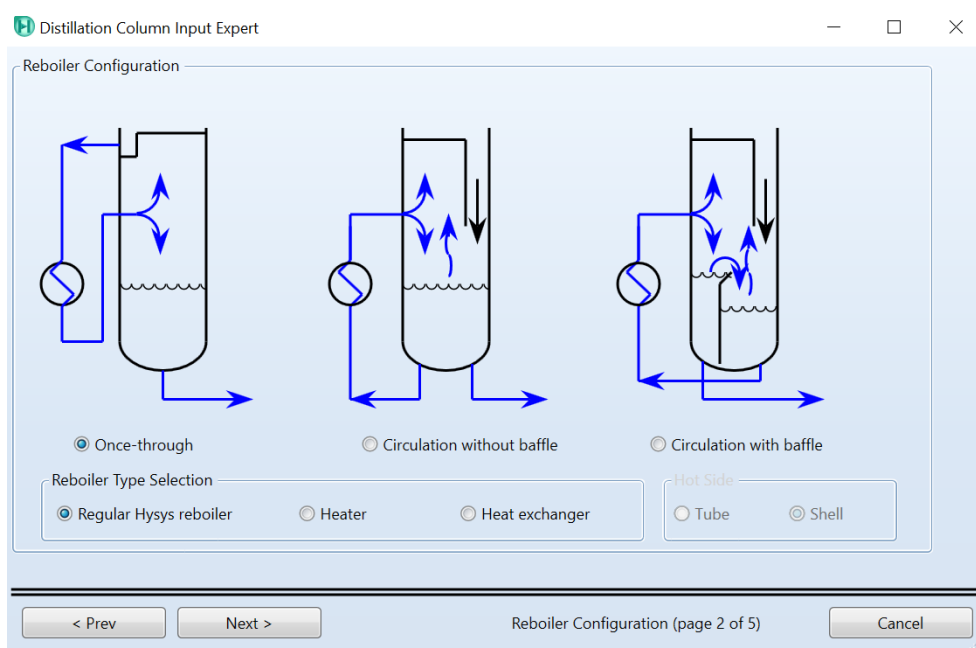 Distillation Column Input Expert
Reboiler Configuration
Once-through
Circulation without baffle
Circulation with baffle
Reboiler Type Selection
Hot Side
Regular Hysys reboiler
Heater
Heat exchanger
Tube
Shell
< Prev
Next >
Reboiler Configuration (page 2 of 5)
Cancel